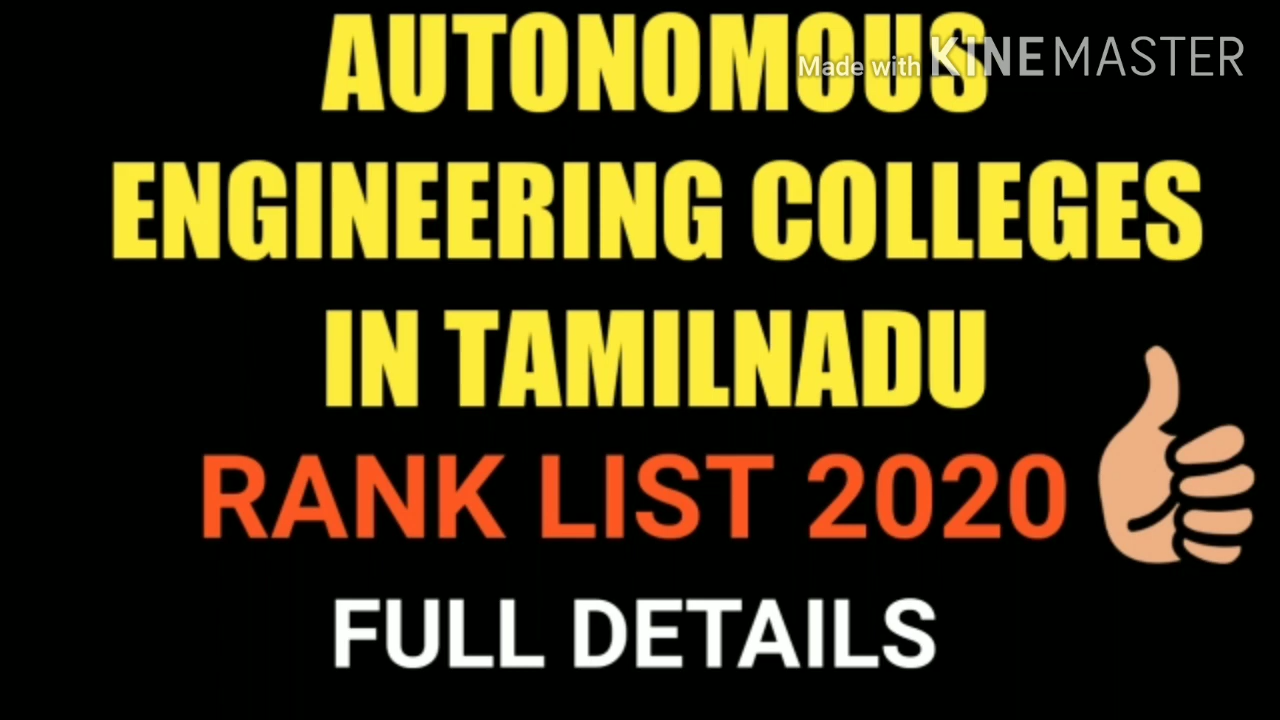 AUTONOMOUS
Made with KINEMASTER
ENGINEERING COLLEGES
IN TAMILNADU
RANK LIST 2020
FULL DETAILS